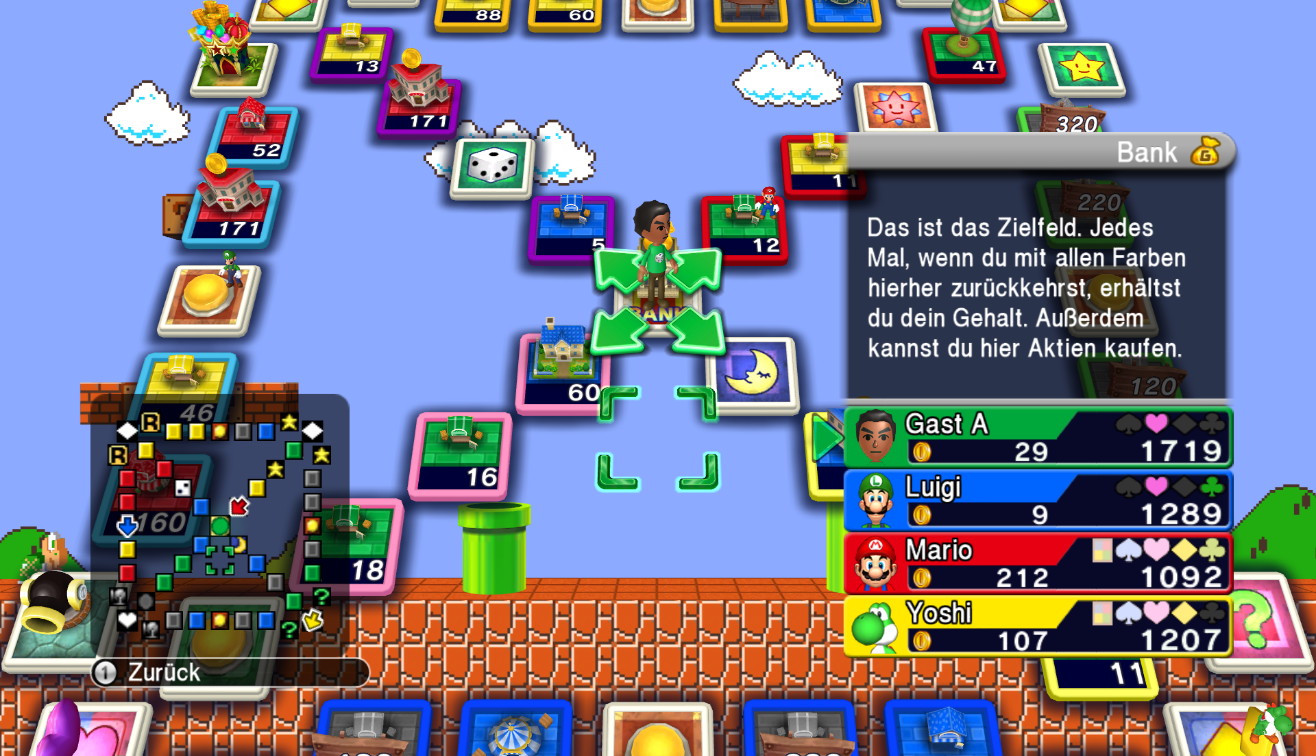 88
60
13
47
171
52
320
Bank
G
11
171
220
Das ist das Zielfeld. Jedes
Mal, wenn du mit allen Farben
hierher zurückkehrst, erhältst
du dein Gehalt. Außerdem
kannst du hier Aktien kaufen.
5
12
BANK
120
60
46
R
R
Gast A
29
1719
16
Luigi
9
1289
160
18
Mario
212
1092
Yoshi
107
1207
?
?
?
1 Zurück
11